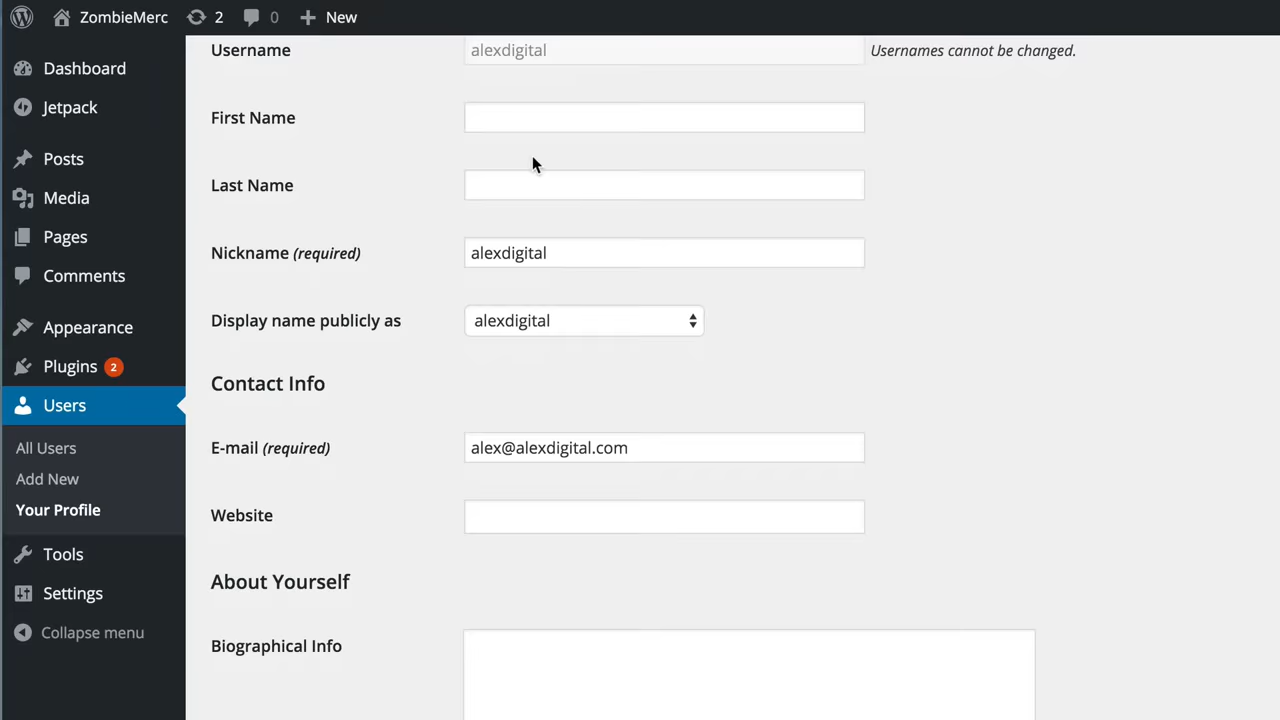 ZombieMerc 2 0 New
Dashboard
Jetpack
Posts
Media
Pages
Comments
Appearance
Plugins 2
Users
All Users
Add New
Your Profile
Tools
Settings
Collapse menu
Username alexdigital Usernames cannot be changed.
First Name
Last Name
Nickname (required) alexdigital
Display name publicly as alexdigital
Contact Info
E-mail (required) alex@alexdigital.com
Website
About Yourself
Biographical Info